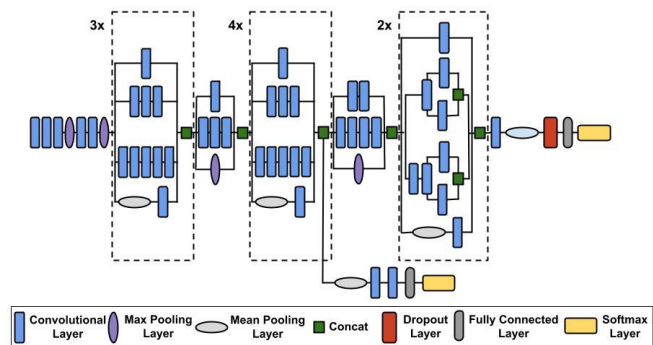 3x
4x
2x
Convolutional Layer
Max Pooling Layer
Mean Pooling Layer
Concat
Dropout Layer
Fully Connected Layer
Softmax Layer